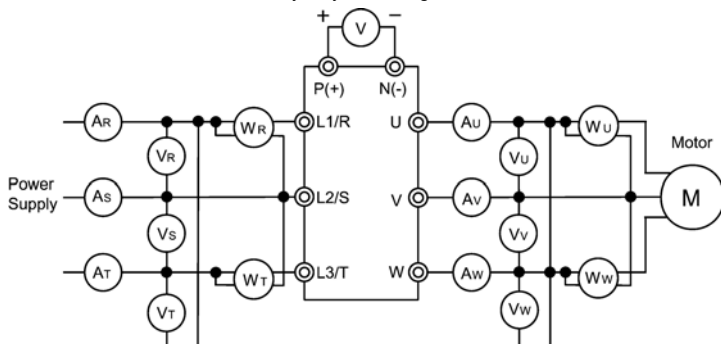 + V −
P(+) N(-)
AR WR L1/R U AU WU Motor
VR VU
Power Supply AS L2/S V AV M
VS VV
AT WT L3/T W AW WW
VT VW